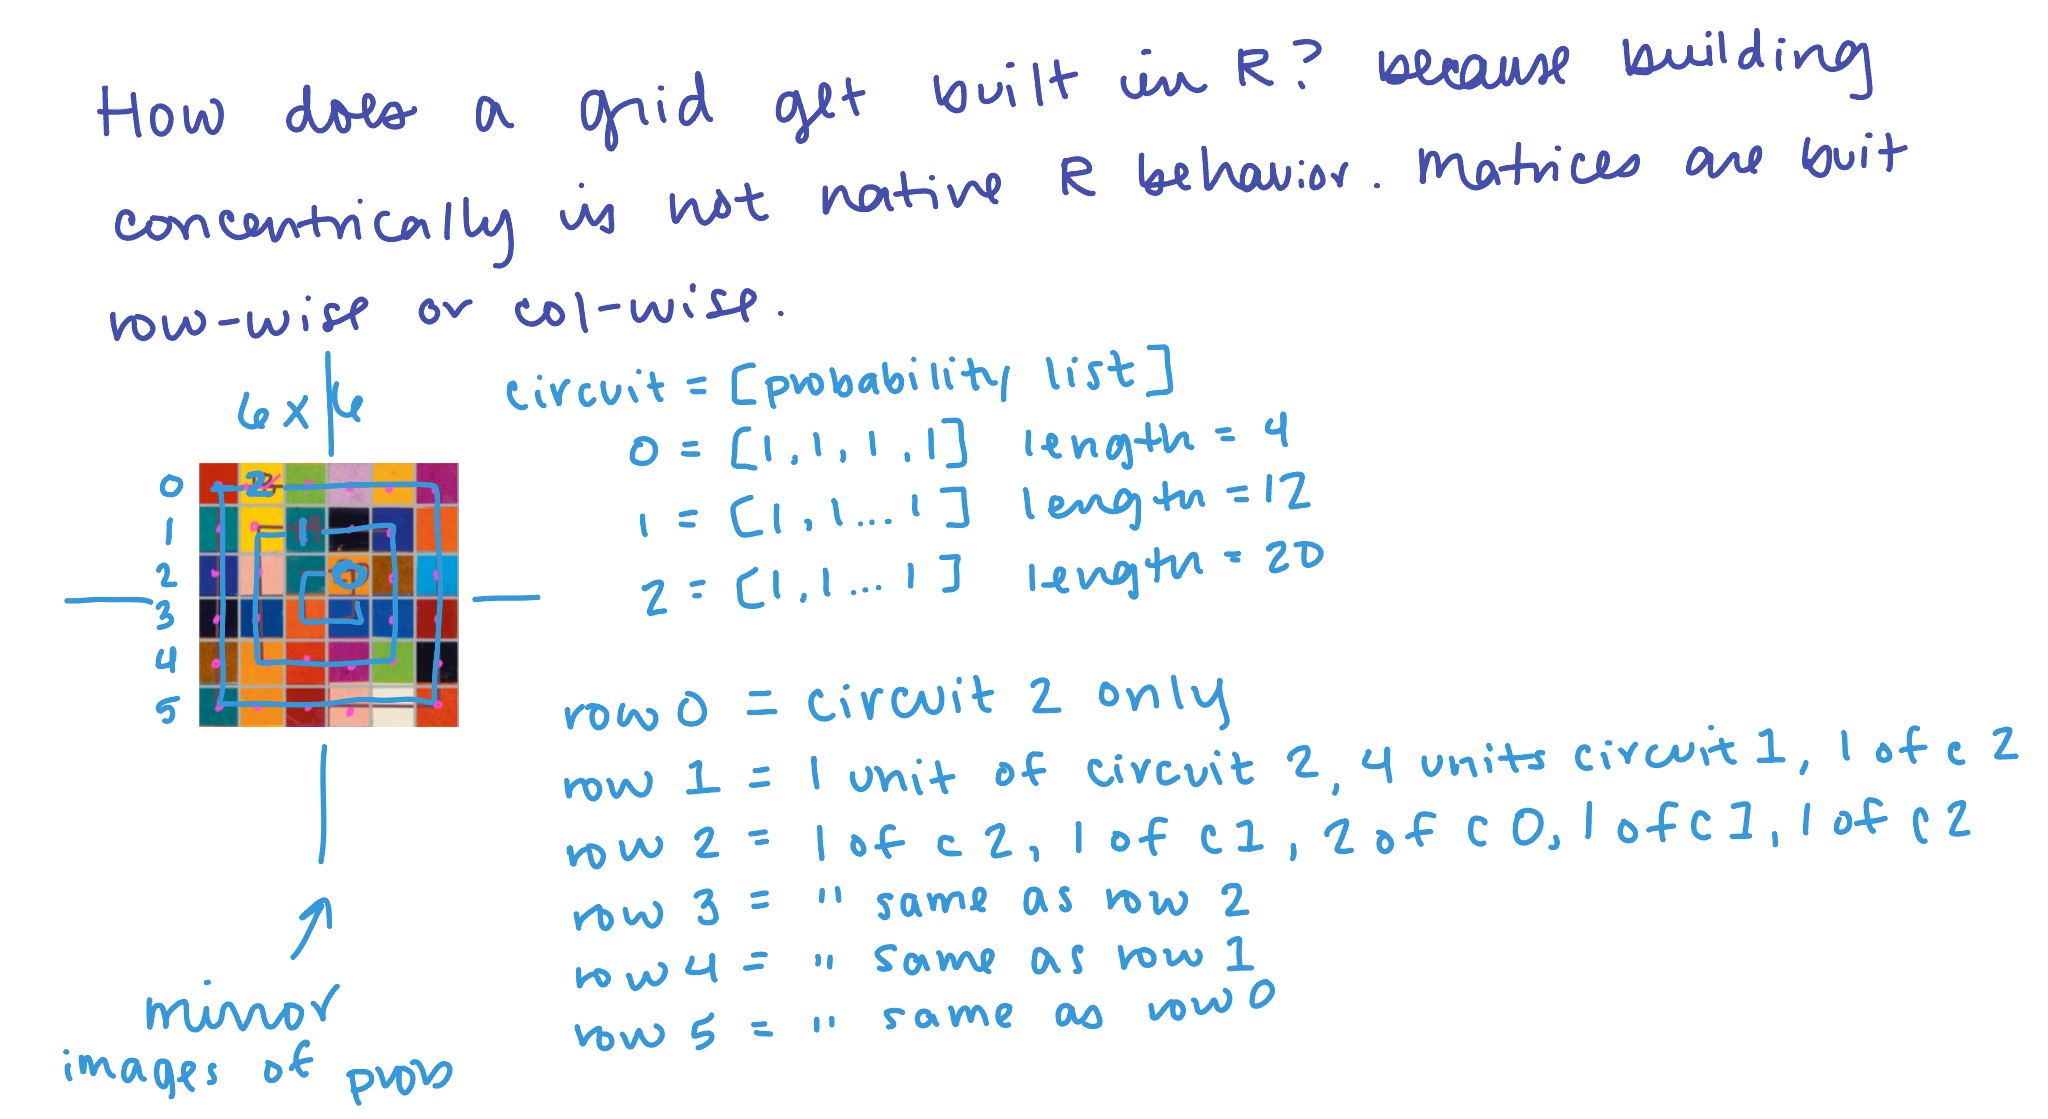 How does a grid get built in R? because building
concentrically is not native R behavior. Matrices are buit
row-wise or col-wise.
6 x 6
circuit = [probability list]
0 = [1, 1, 1, 1] length = 4
1 = [1, 1 ... 1] length = 12
2 = [1, 1 ... 1] length = 20
0
1
2
3
4
5
2
1
0
row 0 = circuit 2 only
row 1 = 1 unit of circuit 2, 4 units circuit 1, 1 of c 2
row 2 = 1 of c 2, 1 of c 1, 2 of c 0, 1 of c 1, 1 of c 2
row 3 = " same as row 2
row 4 = " same as row 1
row 5 = " same as row 0
mirror
images of prob